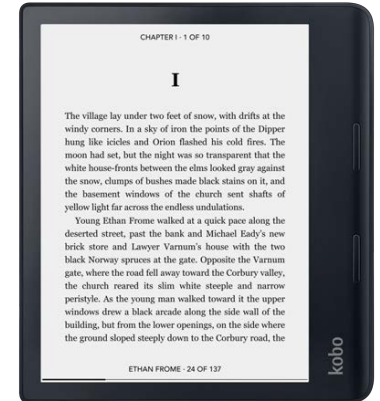 CHAPTER I - 1 OF 10
I
The village lay under two feet of snow, with drifts at the
windy corners. In a sky of iron the points of the Dipper
hung like icicles and Orion flashed his cold fires. The
moon had set, but the night was so transparent that the
white house-fronts between the elms looked gray against
the snow, clumps of bushes made black stains on it, and
the basement windows of the church sent shafts of
yellow light far across the endless undulations.
Young Ethan Frome walked at a quick pace along the
deserted street, past the bank and Michael Eady's new
brick store and Lawyer Varnum's house with the two
black Norway spruces at the gate. Opposite the Varnum
gate, where the road fell away toward the Corbury valley,
the church reared its slim white steeple and narrow
peristyle. As the young man walked toward it the upper
windows drew a black arcade along the side wall of the
building, but from the lower openings, on the side where
the ground sloped steeply down to the Corbury road, the
ETHAN FROME - 24 OF 137
kobo